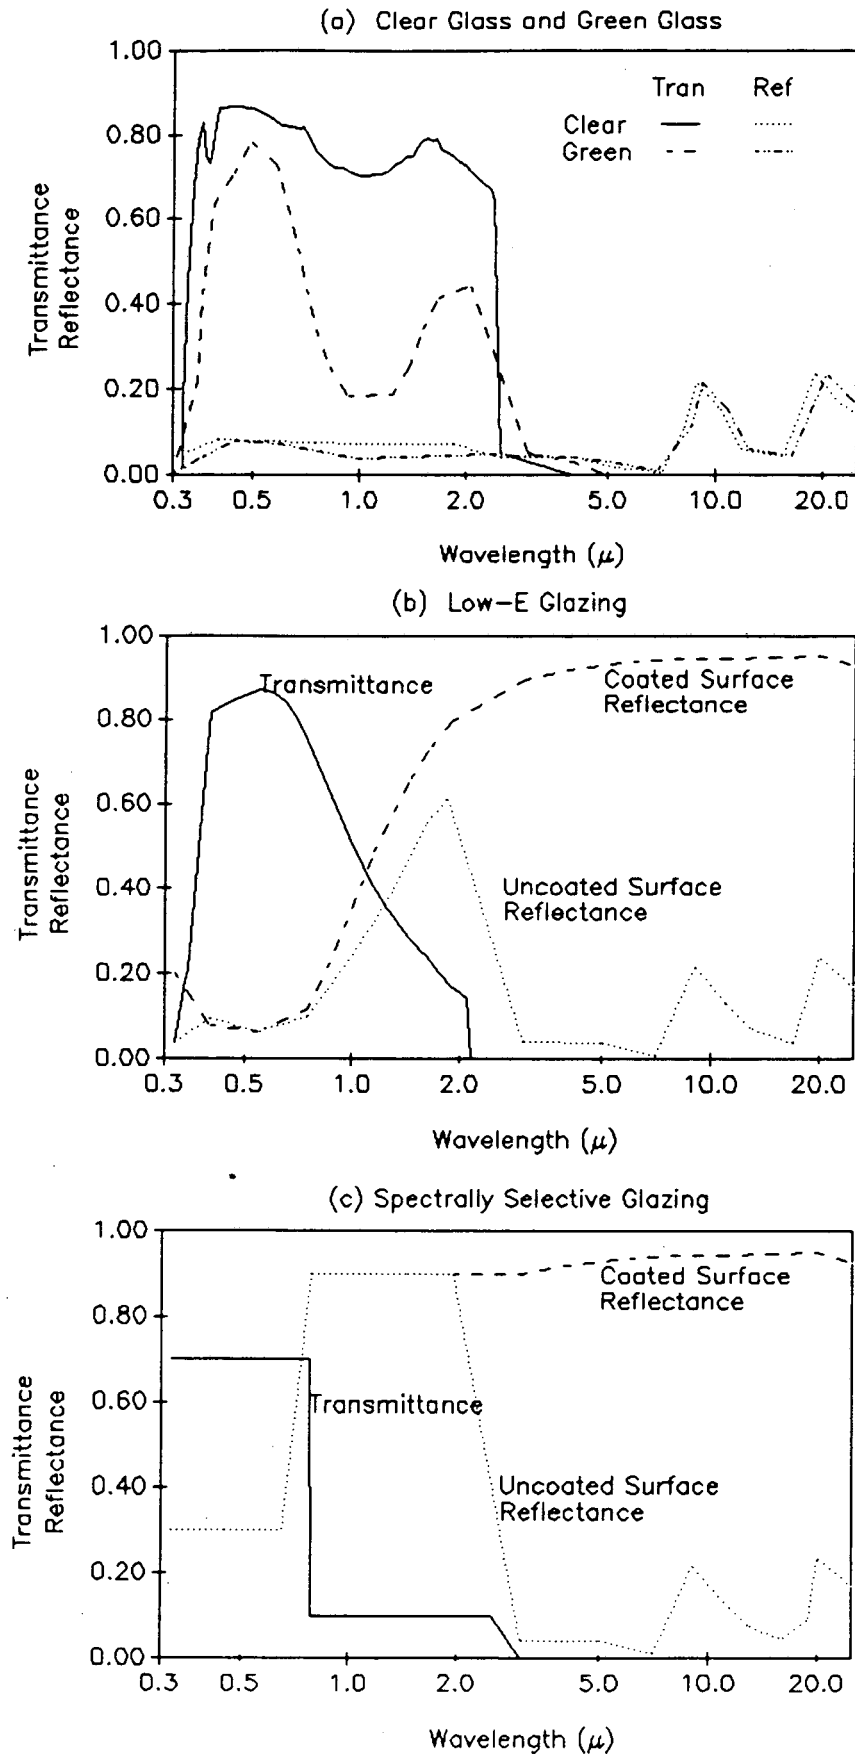 (a) Clear Glass and Green Glass
1.00
0.80
0.60
0.40
0.20
0.00
Transmittance
Reflectance
Tran Ref
Clear
Green
0.3 0.5 1.0 2.0 5.0 10.0 20.0
Wavelength (μ)
(b) Low-E Glazing
1.00
0.80
0.60
0.40
0.20
0.00
Transmittance
Reflectance
Transmittance
Coated Surface
Reflectance
Uncoated Surface
Reflectance
0.3 0.5 1.0 2.0 5.0 10.0 20.0
Wavelength (μ)
(c) Spectrally Selective Glazing
1.00
0.80
0.60
0.40
0.20
0.00
Transmittance
Reflectance
Coated Surface
Reflectance
Transmittance
Uncoated Surface
Reflectance
0.3 0.5 1.0 2.0 5.0 10.0 20.0
Wavelength (μ)